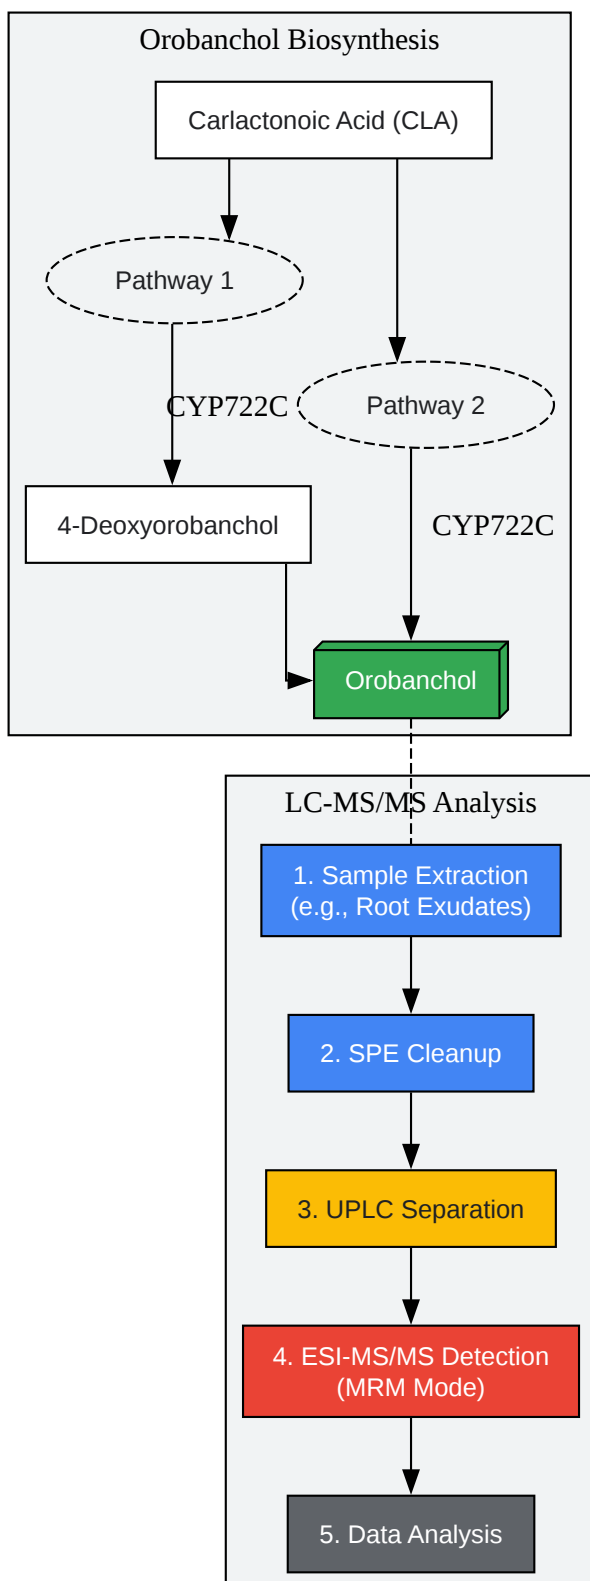 Orobanchol Biosynthesis
Carlactonoic Acid (CLA)
Pathway 1
CYP722C
Pathway 2
4-Deoxyorobanchol
CYP722C
Orobanchol
LC-MS/MS Analysis
1. Sample Extraction
(e.g., Root Exudates)
2. SPE Cleanup
3. UPLC Separation
4. ESI-MS/MS Detection
(MRM Mode)
5. Data Analysis